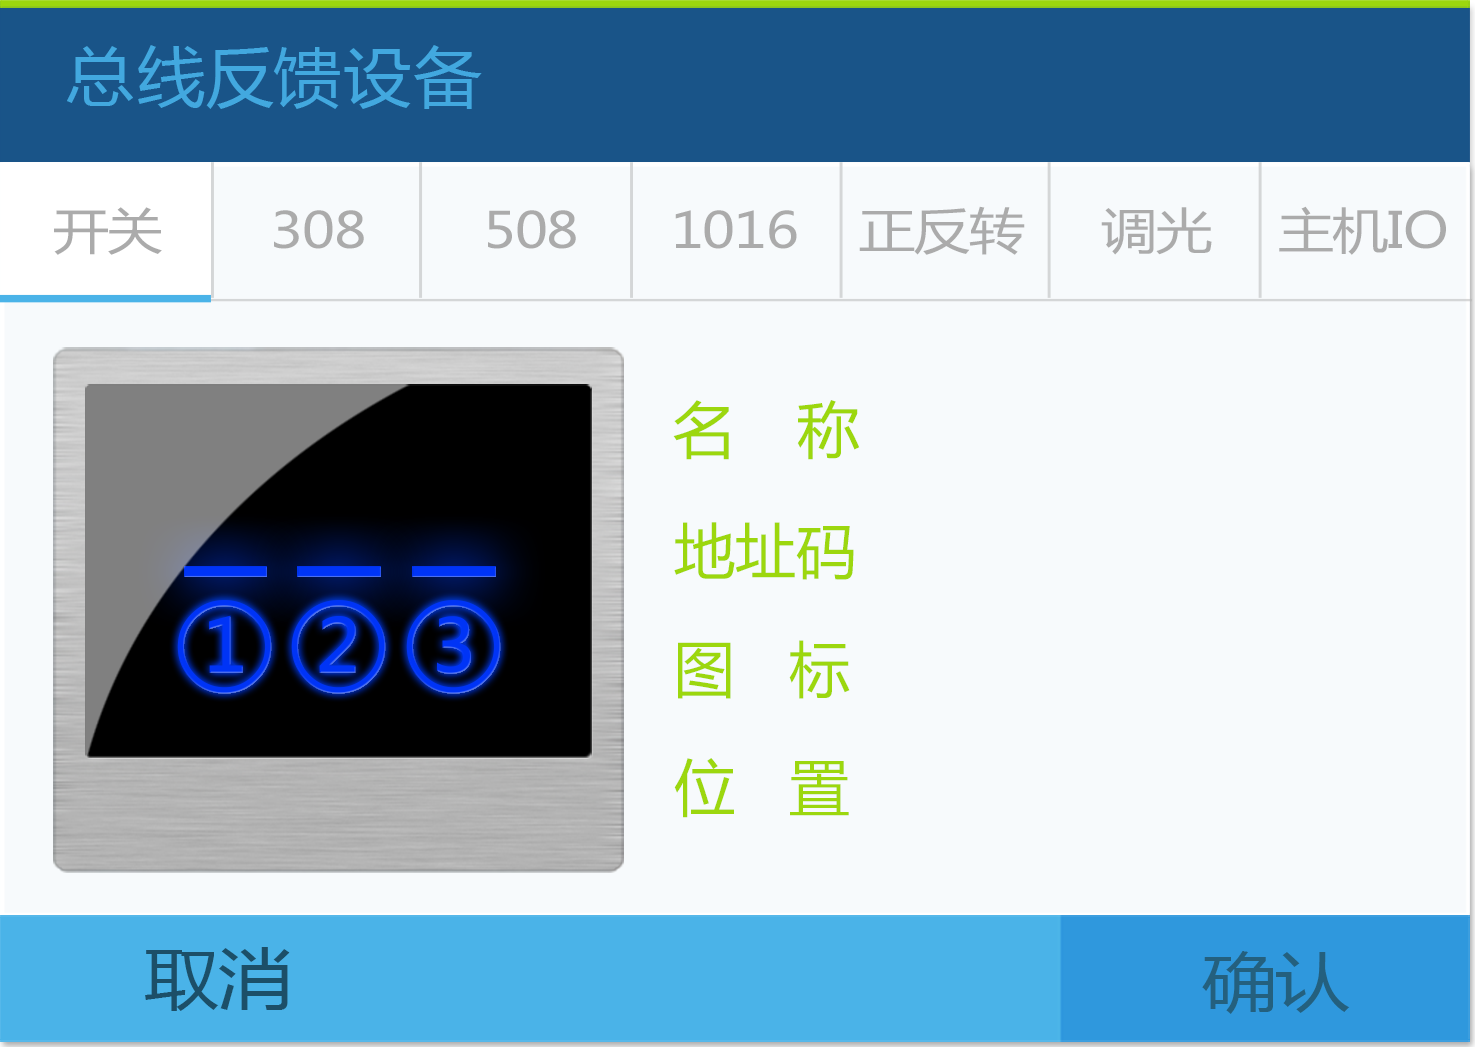 总线反馈设备
开关 308 508 1016 正反转 调光 主机IO
名 称
地址码
① ② ③
图 标
位 置
取消 确认